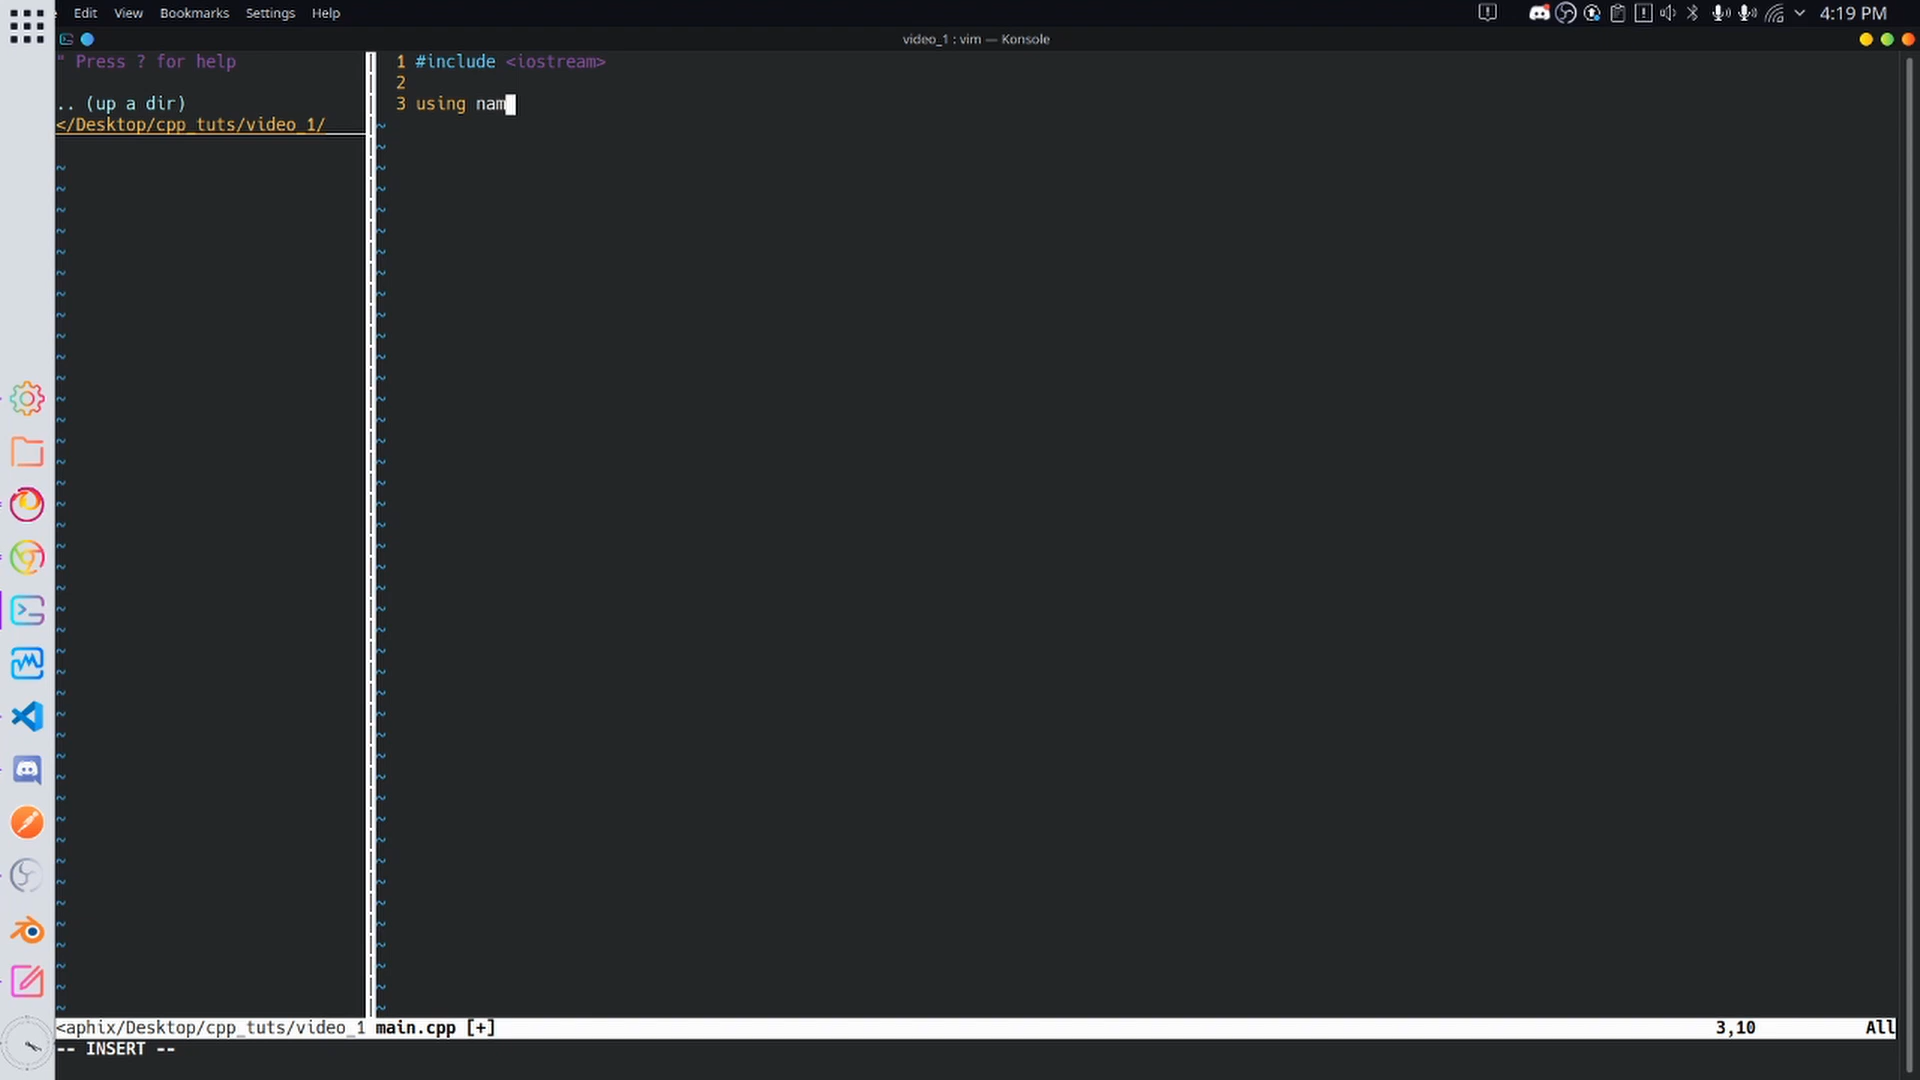 Edit View Bookmarks Settings Help
4:19 PM
video_1 : vim — Konsole
" Press ? for help
.. (up a dir)
</Desktop/cpp_tuts/video_1/
1 #include <iostream>
2
3 using nam
<aphix/Desktop/cpp_tuts/video_1 main.cpp [+] 3,10 All
-- INSERT --